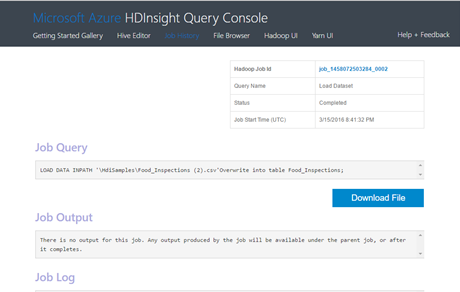 Microsoft Azure HDInsight Query Console
Getting Started Gallery Hive Editor Job History File Browser Hadoop UI Yarn UI Help + Feedback
Hadoop Job Id job_1458072503284_0002
Query Name Load Dataset
Status Completed
Job Start Time (UTC) 3/15/2016 8:41:32 PM
Job Query
LOAD DATA INPATH '\HdiSamples\Food_Inspections (2).csv'Overwrite into table Food_Inspections;
Download File
Job Output
There is no output for this job. Any output produced by the job will be available under the parent job, or after
it completes.
Job Log